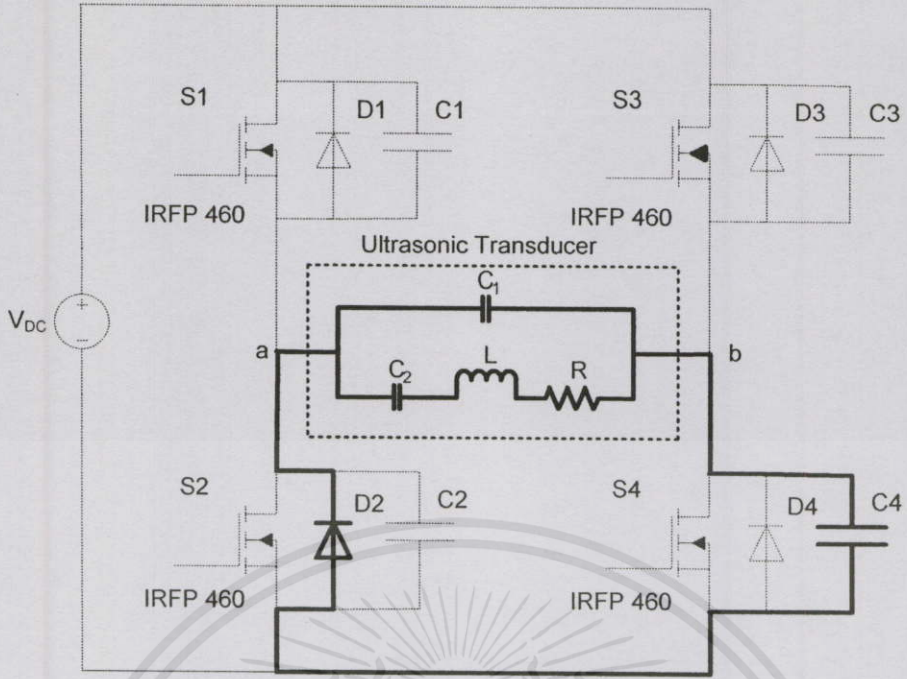 S1
D1
C1
IRFP 460
S3
D3
C3
IRFP 460
Ultrasonic Transducer
C₁
VDC
+
-
a
b
C₂
L
R
S2
D2
C2
IRFP 460
S4
D4
C4
IRFP 460